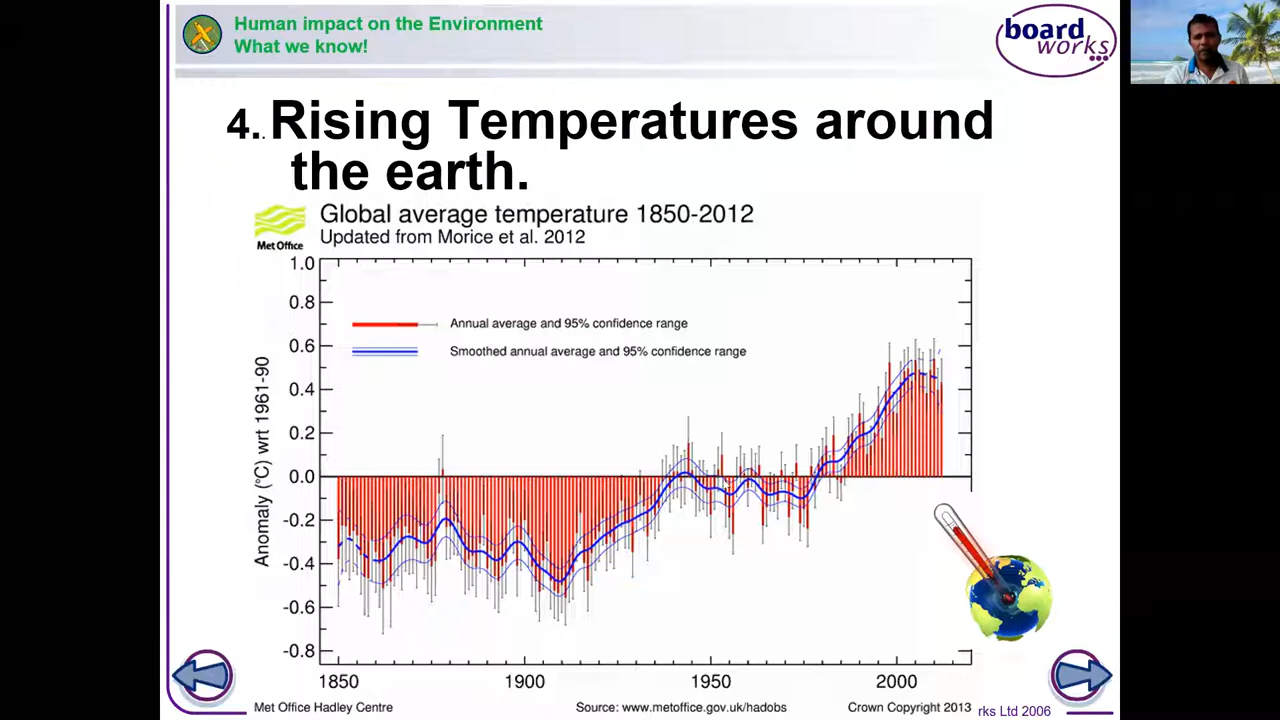 Human impact on the Environment
What we know!
board
works
4.. Rising Temperatures around
the earth.
Met Office
Global average temperature 1850-2012
Updated from Morice et al. 2012
1.0
0.8
0.6
0.4
0.2
0.0
-0.2
-0.4
-0.6
-0.8
Anomaly (°C) wrt 1961-90
Annual average and 95% confidence range
Smoothed annual average and 95% confidence range
1850
1900
1950
2000
Met Office Hadley Centre
Source: www.metoffice.gov.uk/hadobs
Crown Copyright 2013
rks Ltd 2006